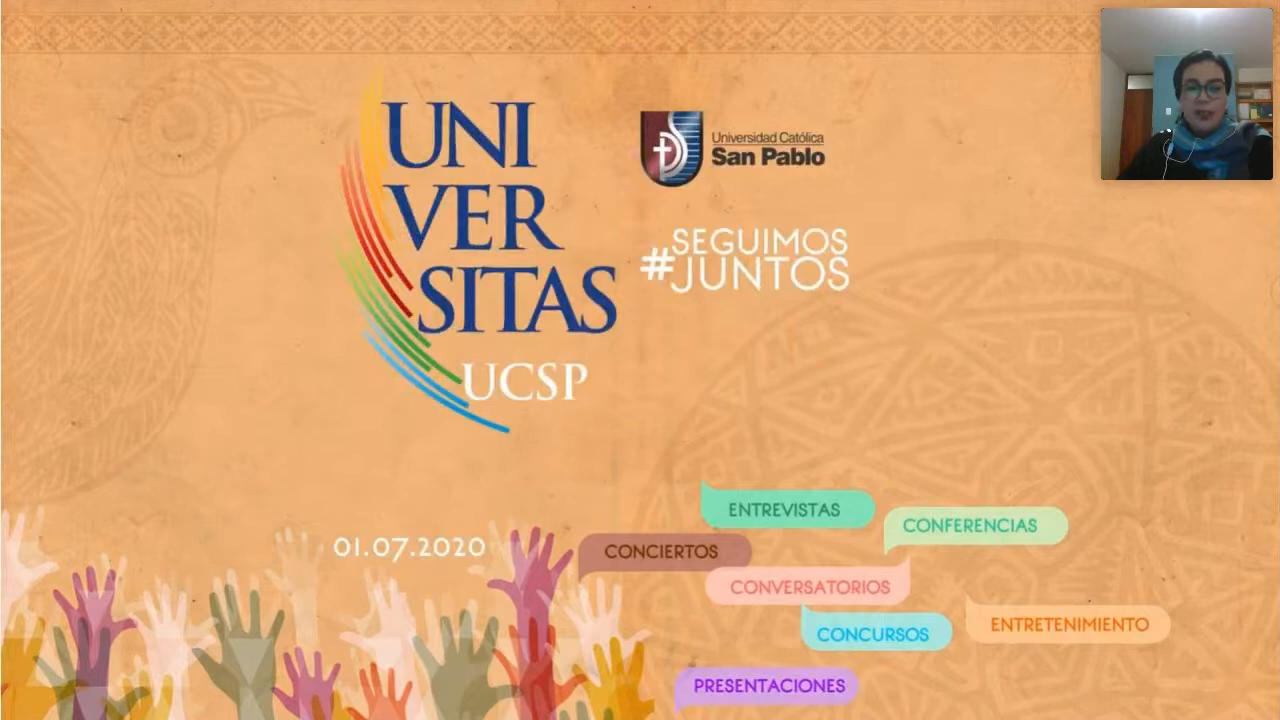 UNI
VER
SITAS
UCSP
Universidad Católica
San Pablo
#SEGUIMOS
JUNTOS
01.07.2020
ENTREVISTAS
CONFERENCIAS
CONCIERTOS
CONVERSATORIOS
CONCURSOS
ENTRETENIMIENTO
PRESENTACIONES